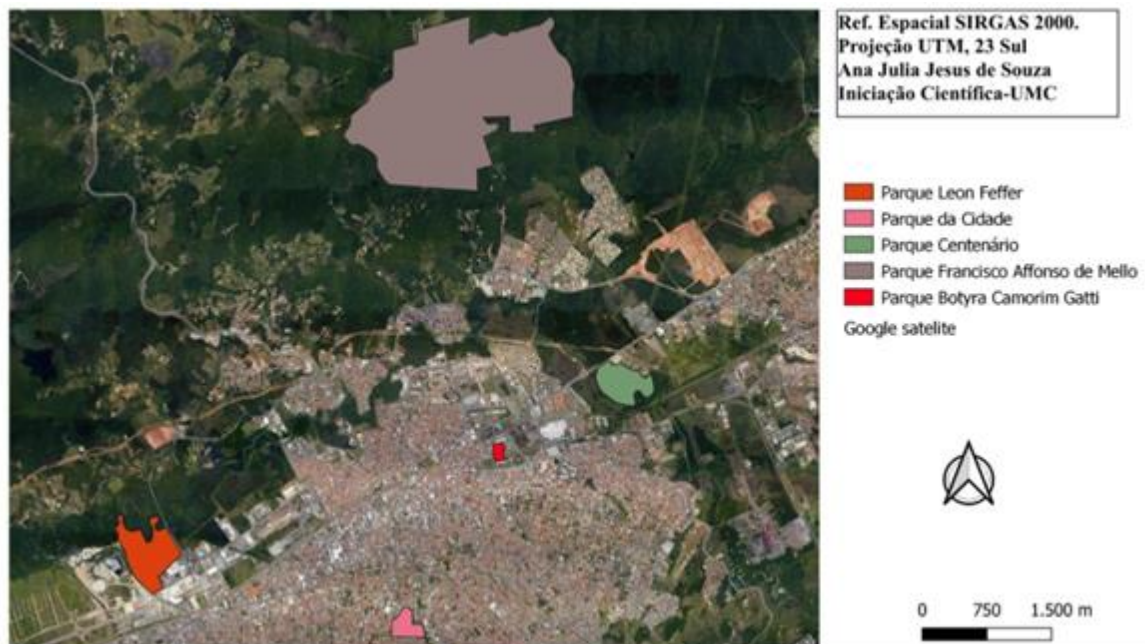 Ref. Espacial SIRGAS 2000.
Projeção UTM, 23 Sul
Ana Julia Jesus de Souza
Iniciação Científica-UMC
Parque Leon Feffer
Parque da Cidade
Parque Centenário
Parque Francisco Affonso de Mello
Parque Botyra Camorim Gatti
Google satelite
0 750 1.500 m